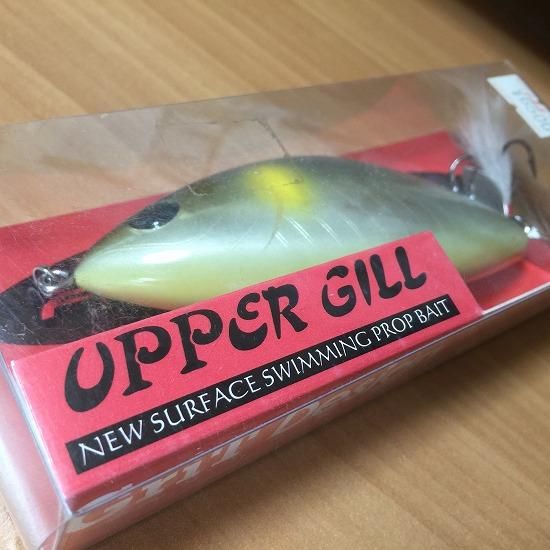 UPPER GILL
NEW SURFACE SWIMMING PROP BAIT